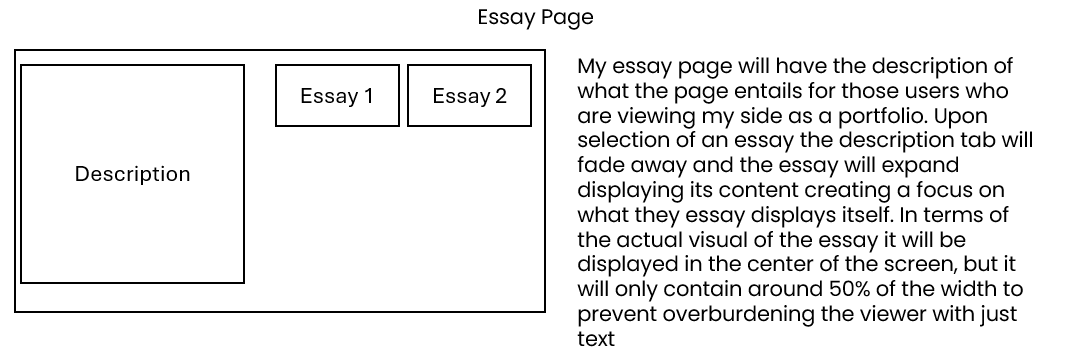 Essay Page
Description
Essay 1
Essay 2
My essay page will have the description of
what the page entails for those users who
are viewing my side as a portfolio. Upon
selection of an essay the description tab will
fade away and the essay will expand
displaying its content creating a focus on
what they essay displays itself. In terms of
the actual visual of the essay it will be
displayed in the center of the screen, but it
will only contain around 50% of the width to
prevent overburdening the viewer with just
text